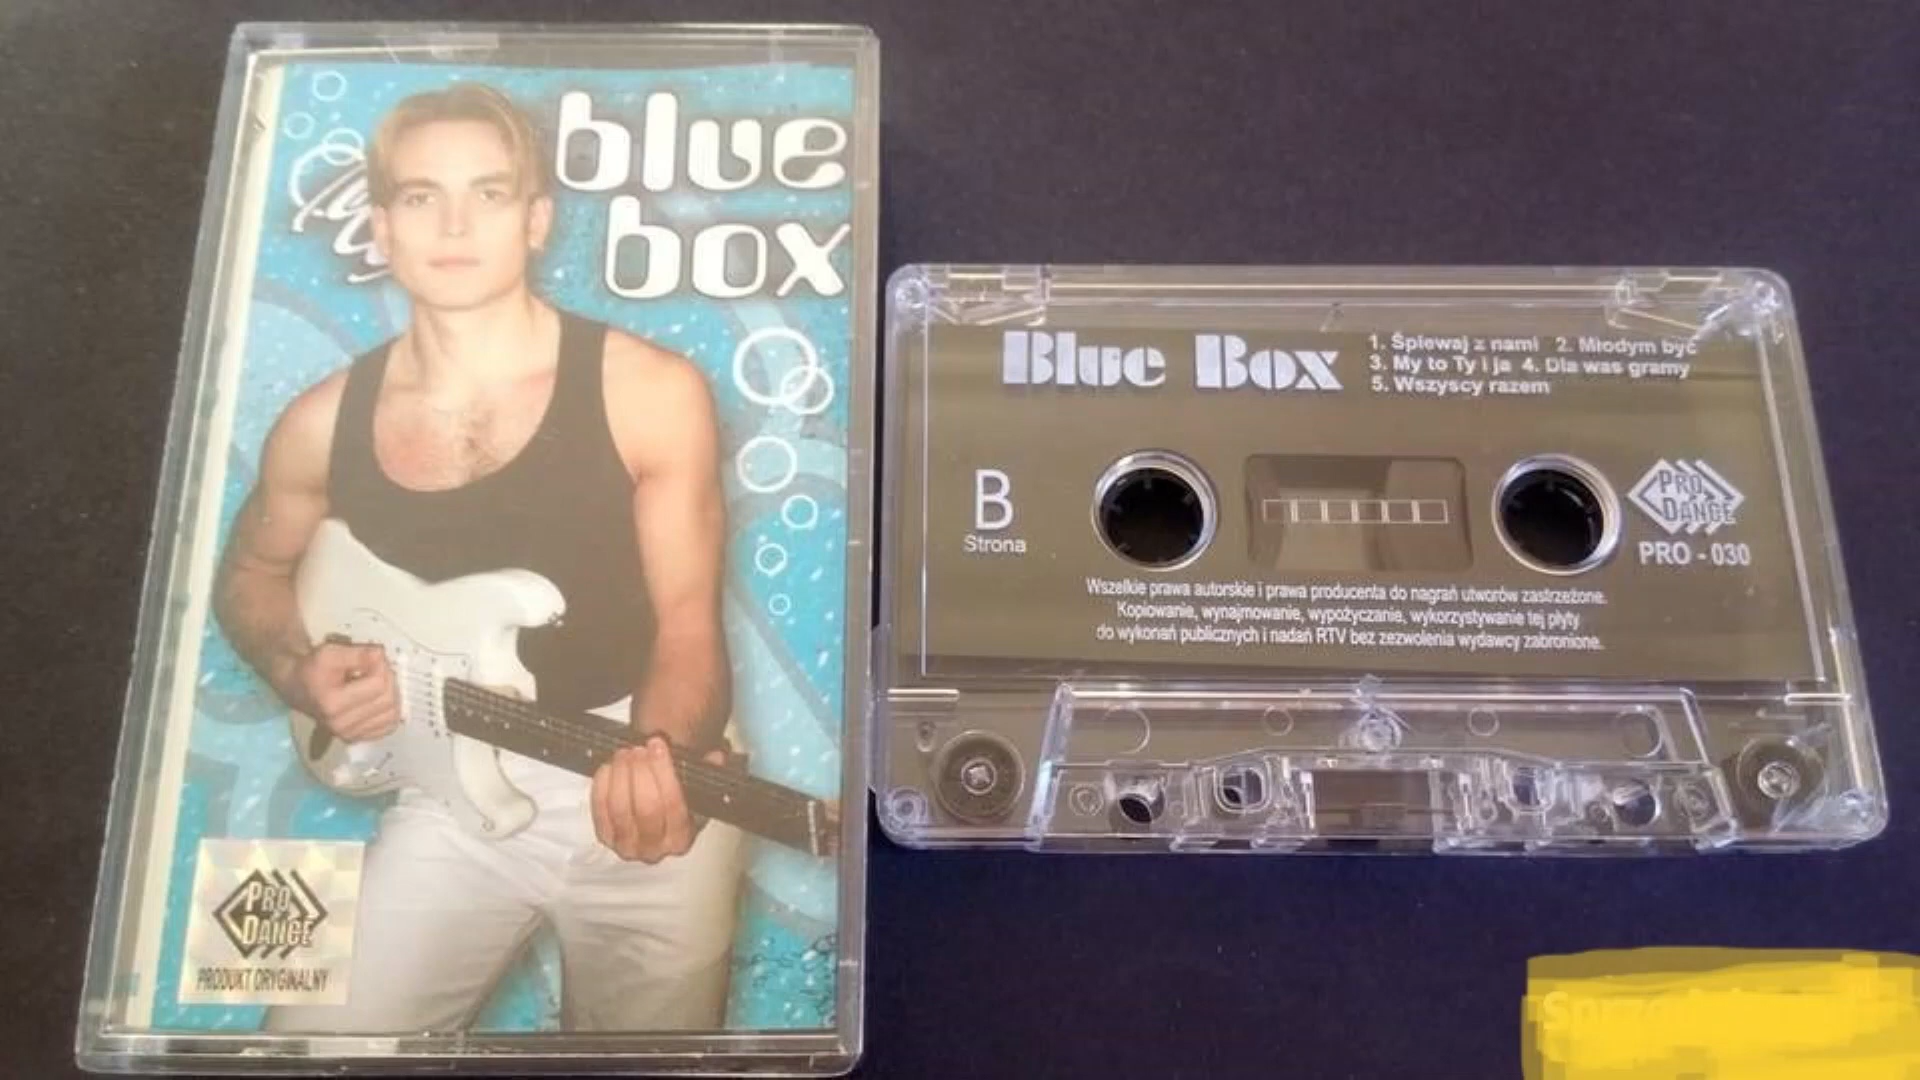 blue
box
PRO
DANCE
PRODUKT ORYGINALNY
Blue Box
1. Śpiewaj z nami 2. Młodym być
3. My to Ty i ja 4. Dla was gramy
5. Wszyscy razem
B
Strona
PRO
DANCE
PRO - 030
Wszelkie prawa autorskie i prawa producenta do nagrań utworów zastrzeżone.
Kopiowanie, wynajmowanie, wypożyczanie, wykorzystywanie tej płyty
do wykonań publicznych i nadań RTV bez zezwolenia wydawcy zabronione.